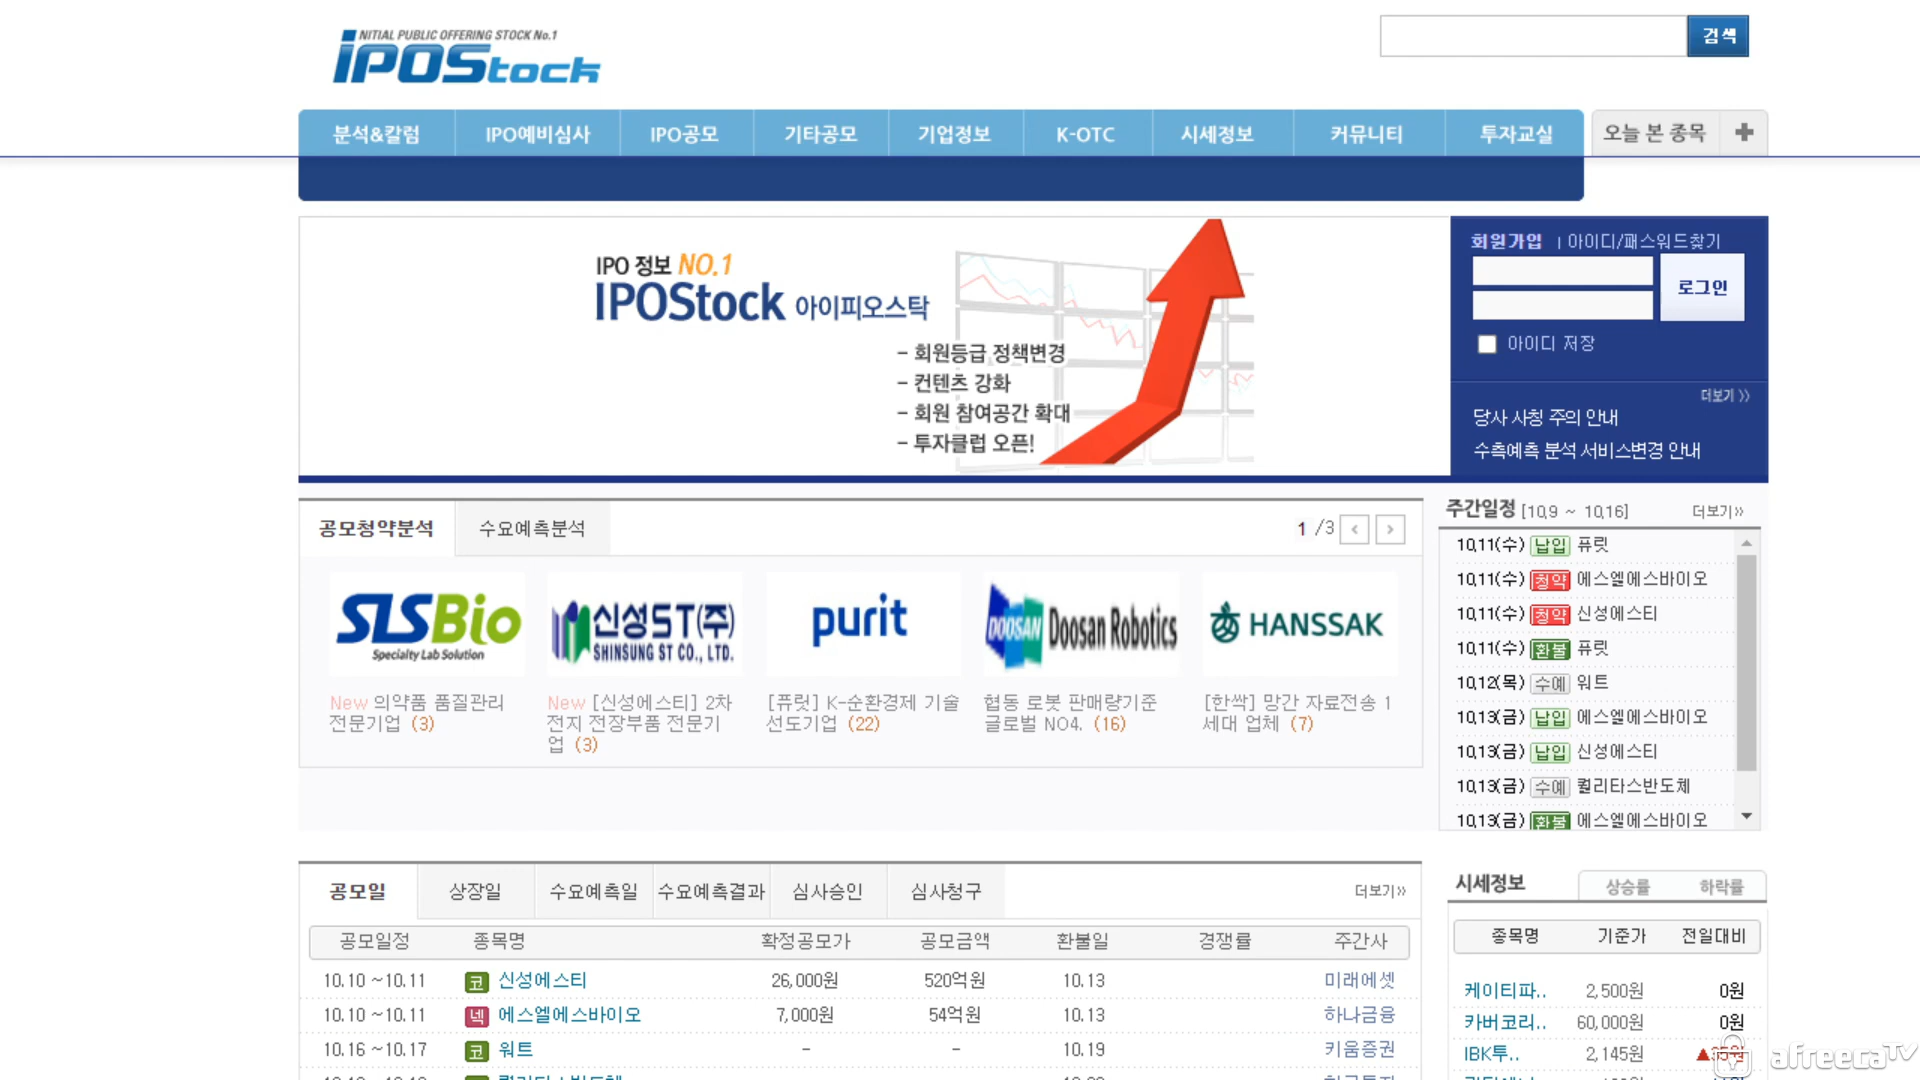 NITIAL PUBLIC OFFERING STOCK No.1
iPOStock
검색
분석&칼럼
IPO예비심사
IPO공모
기타공모
기업정보
K-OTC
시세정보
커뮤니티
투자교실
오늘 본 종목
IPO 정보 NO.1
IPOStock 아이피오스탁
- 회원등급 정책변경
- 컨텐츠 강화
- 회원 참여공간 확대
- 투자클럽 오픈!
회원가입 | 아이디/패스워드찾기
로그인
아이디 저장
더보기 》
당사 사칭 주의 안내
수측예측 분석 서비스변경 안내
공모청약분석
수요예측분석
1 /3
SLSBio
Specialty Lab Solution
신성ST(주)
SHINSUNG ST CO., LTD.
purit
DOOSAN Doosan Robotics
HANSSAK
New 의약품 품질관리
전문기업 (3)
New [신성에스티] 2차
전지 전장부품 전문기
업 (3)
[퓨릿] K-순환경제 기술
선도기업 (22)
협동 로봇 판매량기준
글로벌 NO4. (16)
[한싹] 망간 자료전송 1
세대 업체 (7)
주간일정 [10.9 ~ 10.16] 더보기»
10.11(수) 납입 퓨릿
10.11(수) 청약 에스엘에스바이오
10.11(수) 청약 신성에스티
10.11(수) 환불 퓨릿
10.12(목) 수예 워트
10.13(금) 납입 에스엘에스바이오
10.13(금) 납입 신성에스티
10.13(금) 수예 퀄리타스반도체
10.13(금) 환불 에스엘에스바이오
공모일
상장일
수요예측일
수요예측결과
심사승인
심사청구
더보기»
공모일정 종목명 확정공모가 공모금액 환불일 경쟁률 주간사
10.10 ~10.11 코 신성에스티 26,000원 520억원 10.13 미래에셋
10.10 ~10.11 넥 에스엘에스바이오 7,000원 54억원 10.13 하나금융
10.16 ~10.17 코 워트 - - 10.19 키움증권
시세정보
상승률
하락률
종목명 기준가 전일대비
케이티파.. 2,500원 0원
카버코리.. 60,000원 0원
IBK투.. 2,145원
afreecaTV